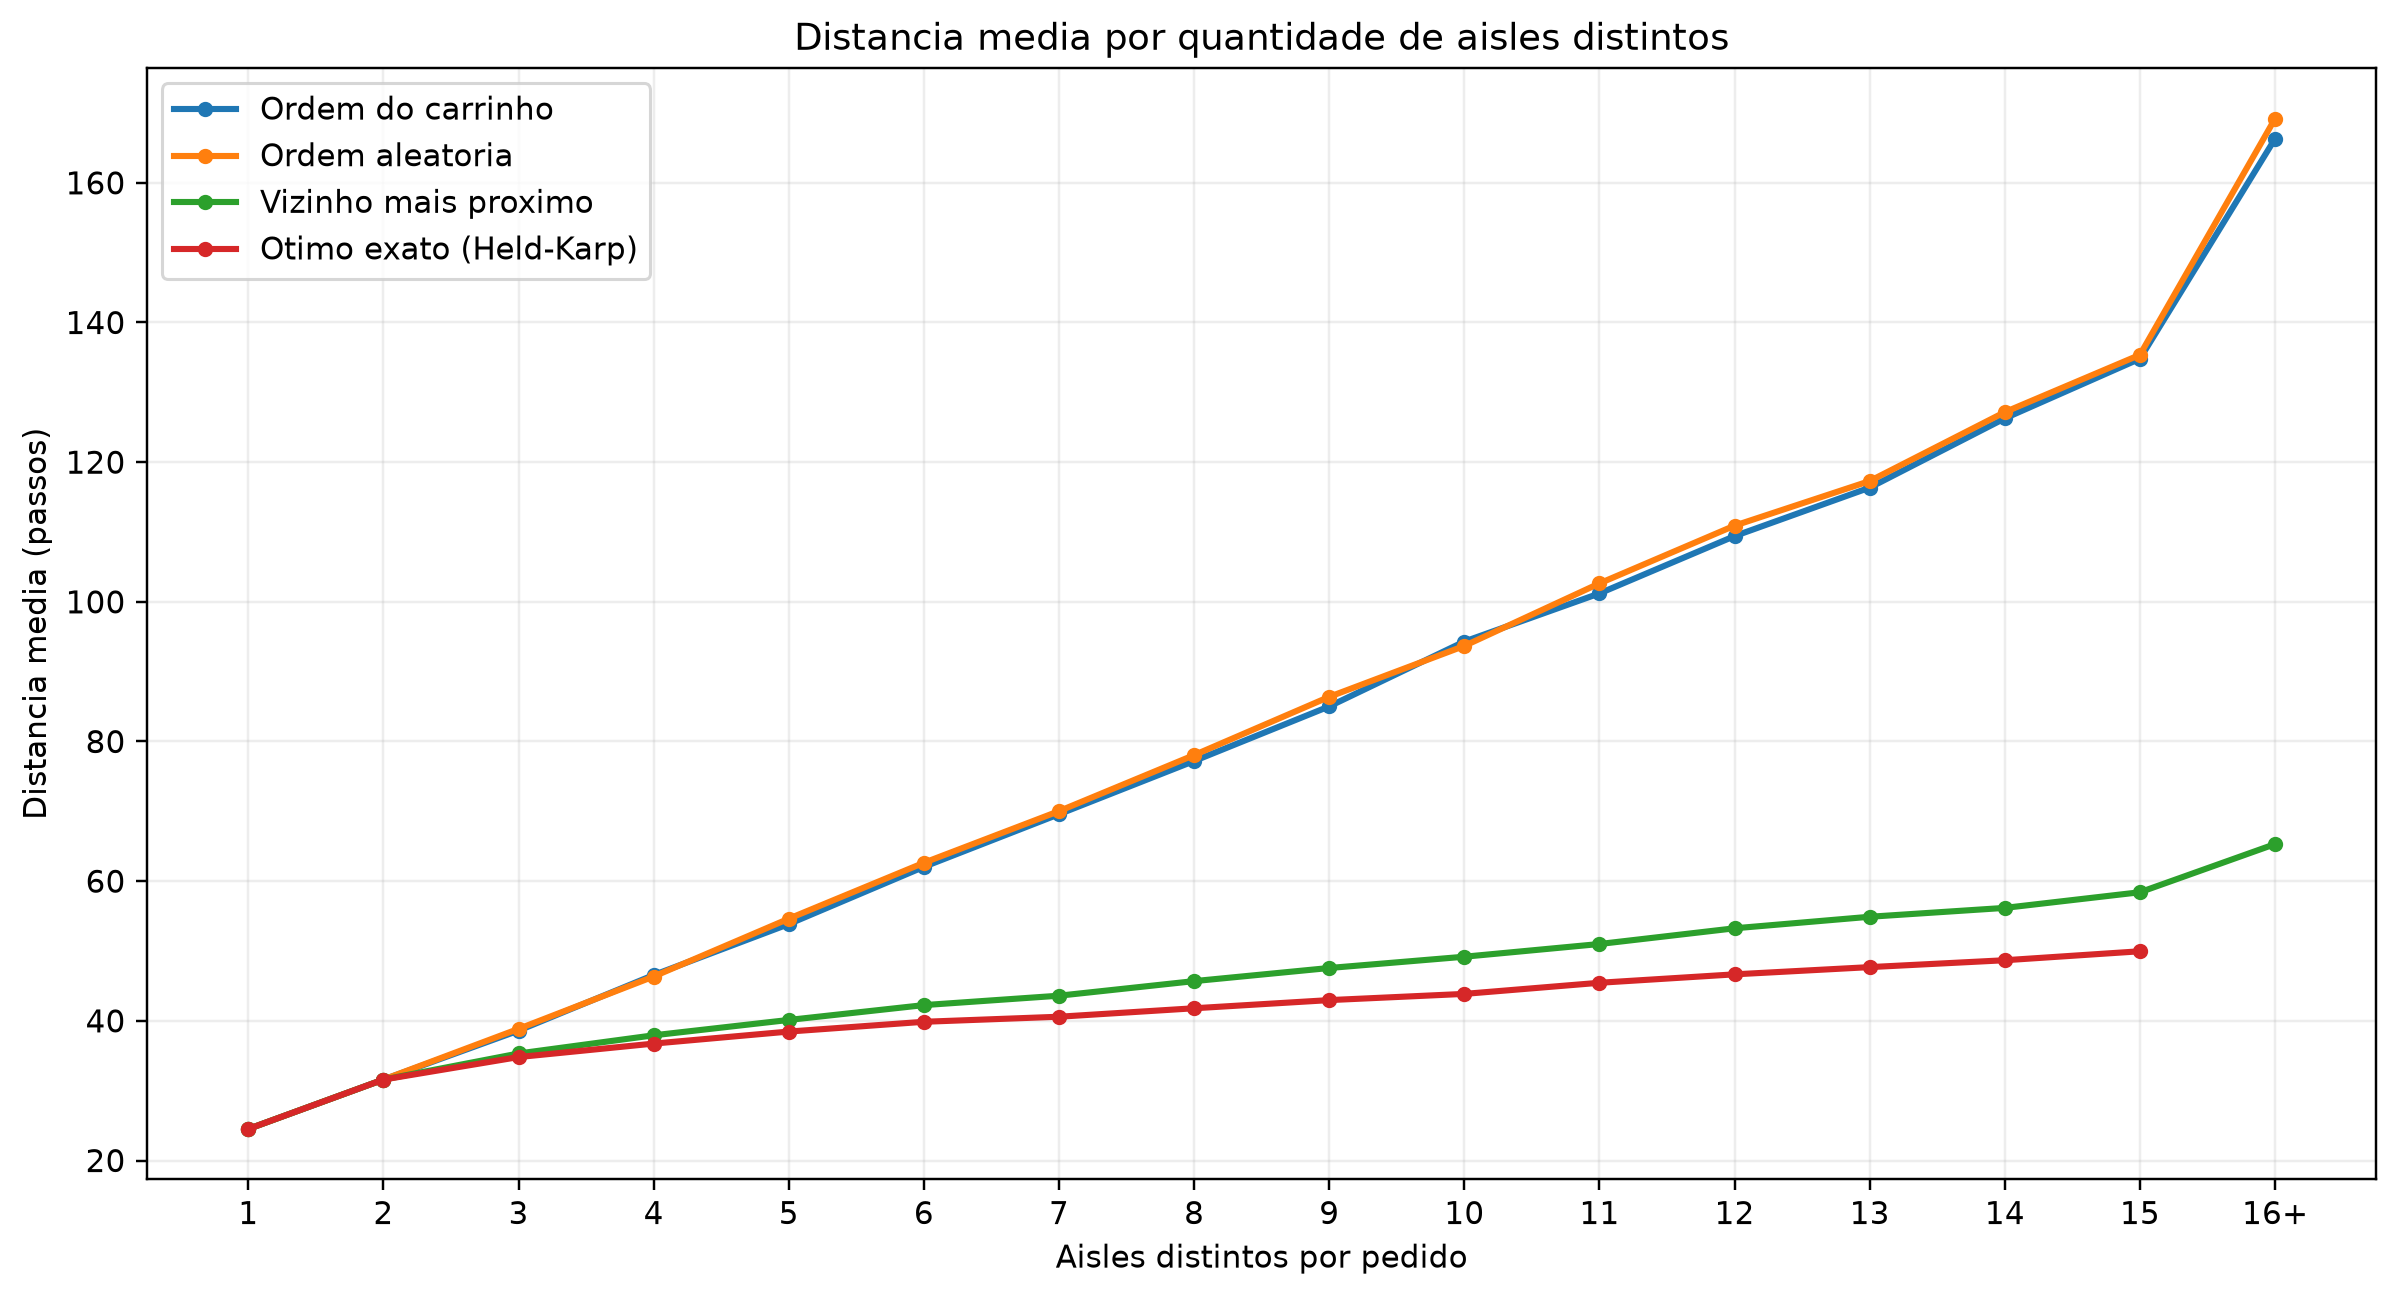 Distancia media por quantidade de aisles distintos
Ordem do carrinho
Ordem aleatoria
Vizinho mais proximo
Otimo exato (Held-Karp)
Distancia media (passos)
160
140
120
100
80
60
40
20
1 2 3 4 5 6 7 8 9 10 11 12 13 14 15 16+
Aisles distintos por pedido